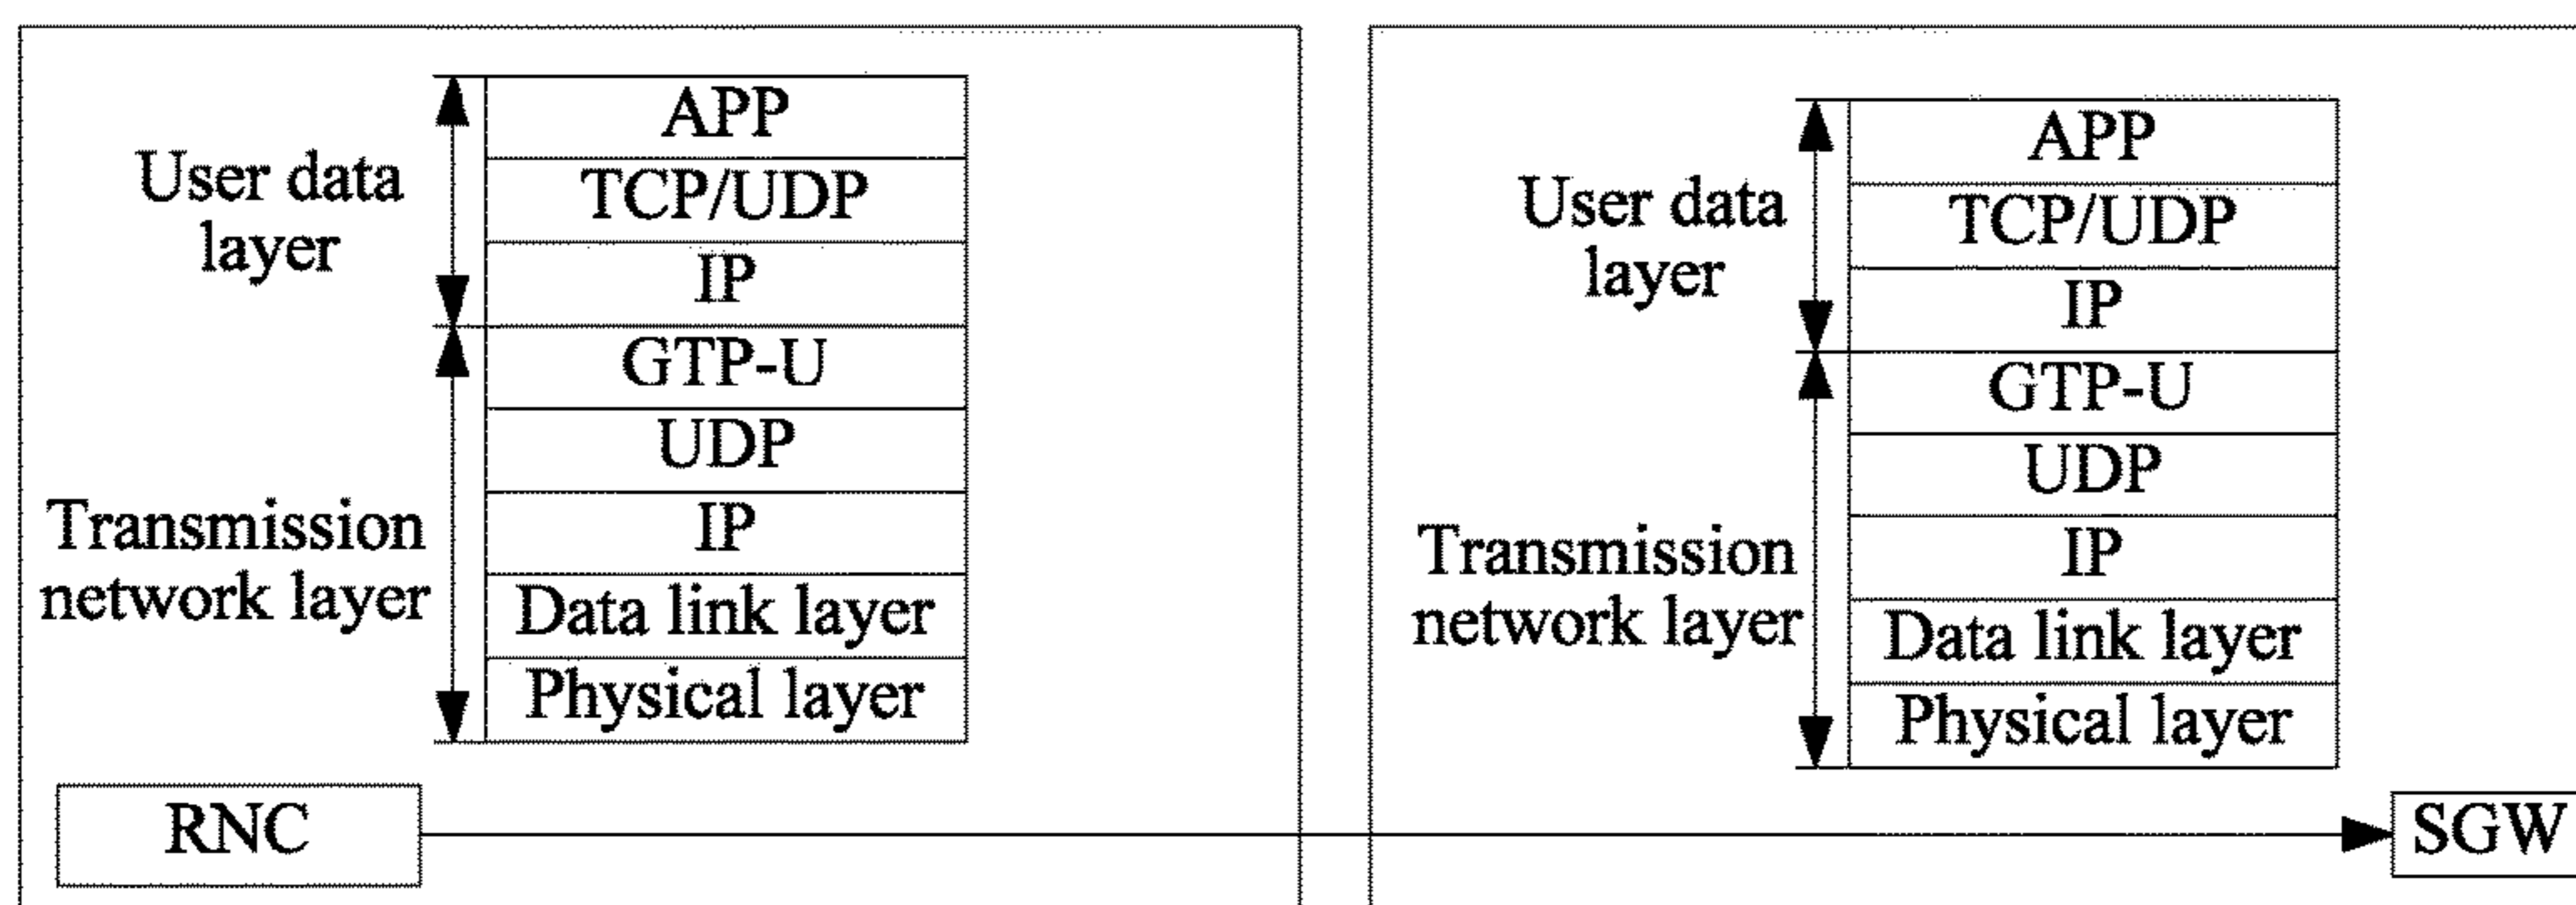 User data
layer
APP
TCP/UDP
IP
Transmission
network layer
GTP-U
UDP
IP
Data link layer
Physical layer
RNC
User data
layer
APP
TCP/UDP
IP
Transmission
network layer
GTP-U
UDP
IP
Data link layer
Physical layer
SGW